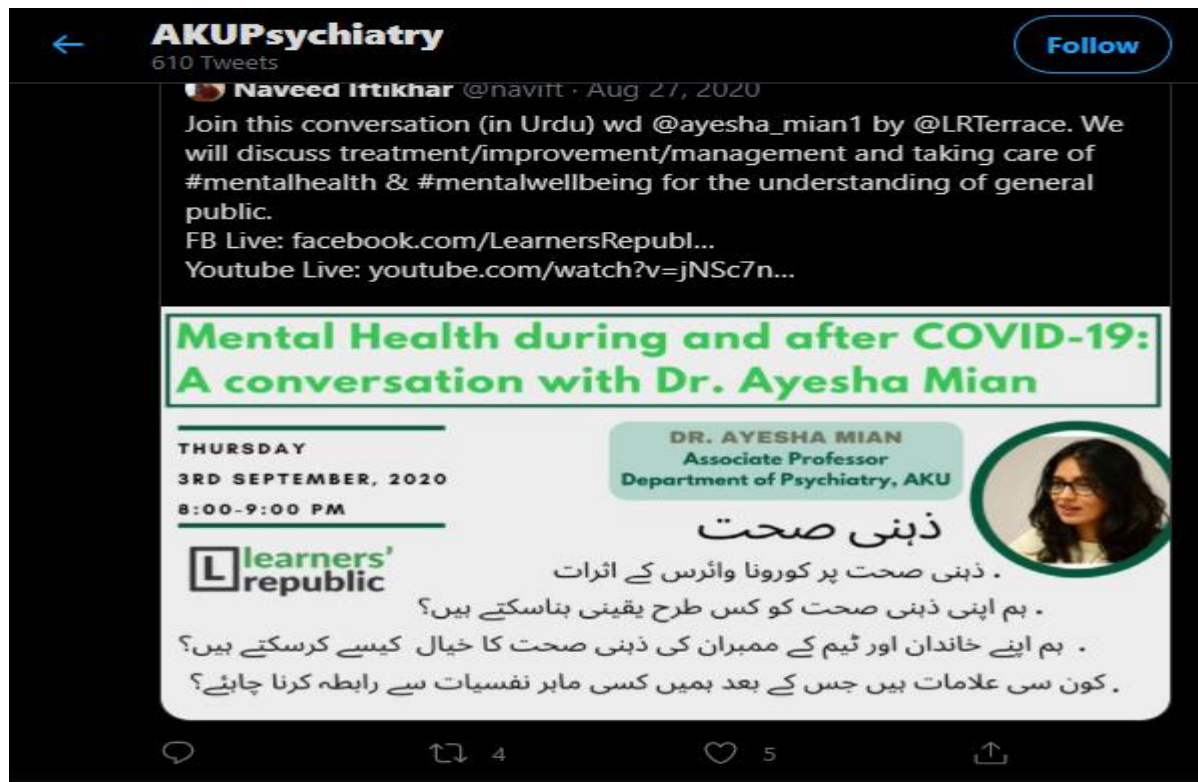 AKUPsychiatry
610 Tweets
Follow
Naveed Iftikhar @navift · Aug 27, 2020
Join this conversation (in Urdu) wd @ayesha_mian1 by @LRTerrace. We
will discuss treatment/improvement/management and taking care of
#mentalhealth & #mentalwellbeing for the understanding of general
public.
FB Live: facebook.com/LearnersRepubl...
Youtube Live: youtube.com/watch?v=jNSc7n...
Mental Health during and after COVID-19:
A conversation with Dr. Ayesha Mian
THURSDAY
3RD SEPTEMBER, 2020
8:00-9:00 PM
learners'
republic
DR. AYESHA MIAN
Associate Professor
Department of Psychiatry, AKU
ذہنی صحت
. ذہنی صحت پر کورونا وائرس کے اثرات
. ہم اپنی ذہنی صحت کو کس طرح یقینی بناسکتے ہیں؟
. ہم اپنے خاندان اور ٹیم کے ممبران کی ذہنی صحت کا خیال کیسے کرسکتے ہیں؟
. کون سی علامات ہیں جس کے بعد ہمیں کسی ماہر نفسیات سے رابطہ کرنا چاہئے؟
4
5